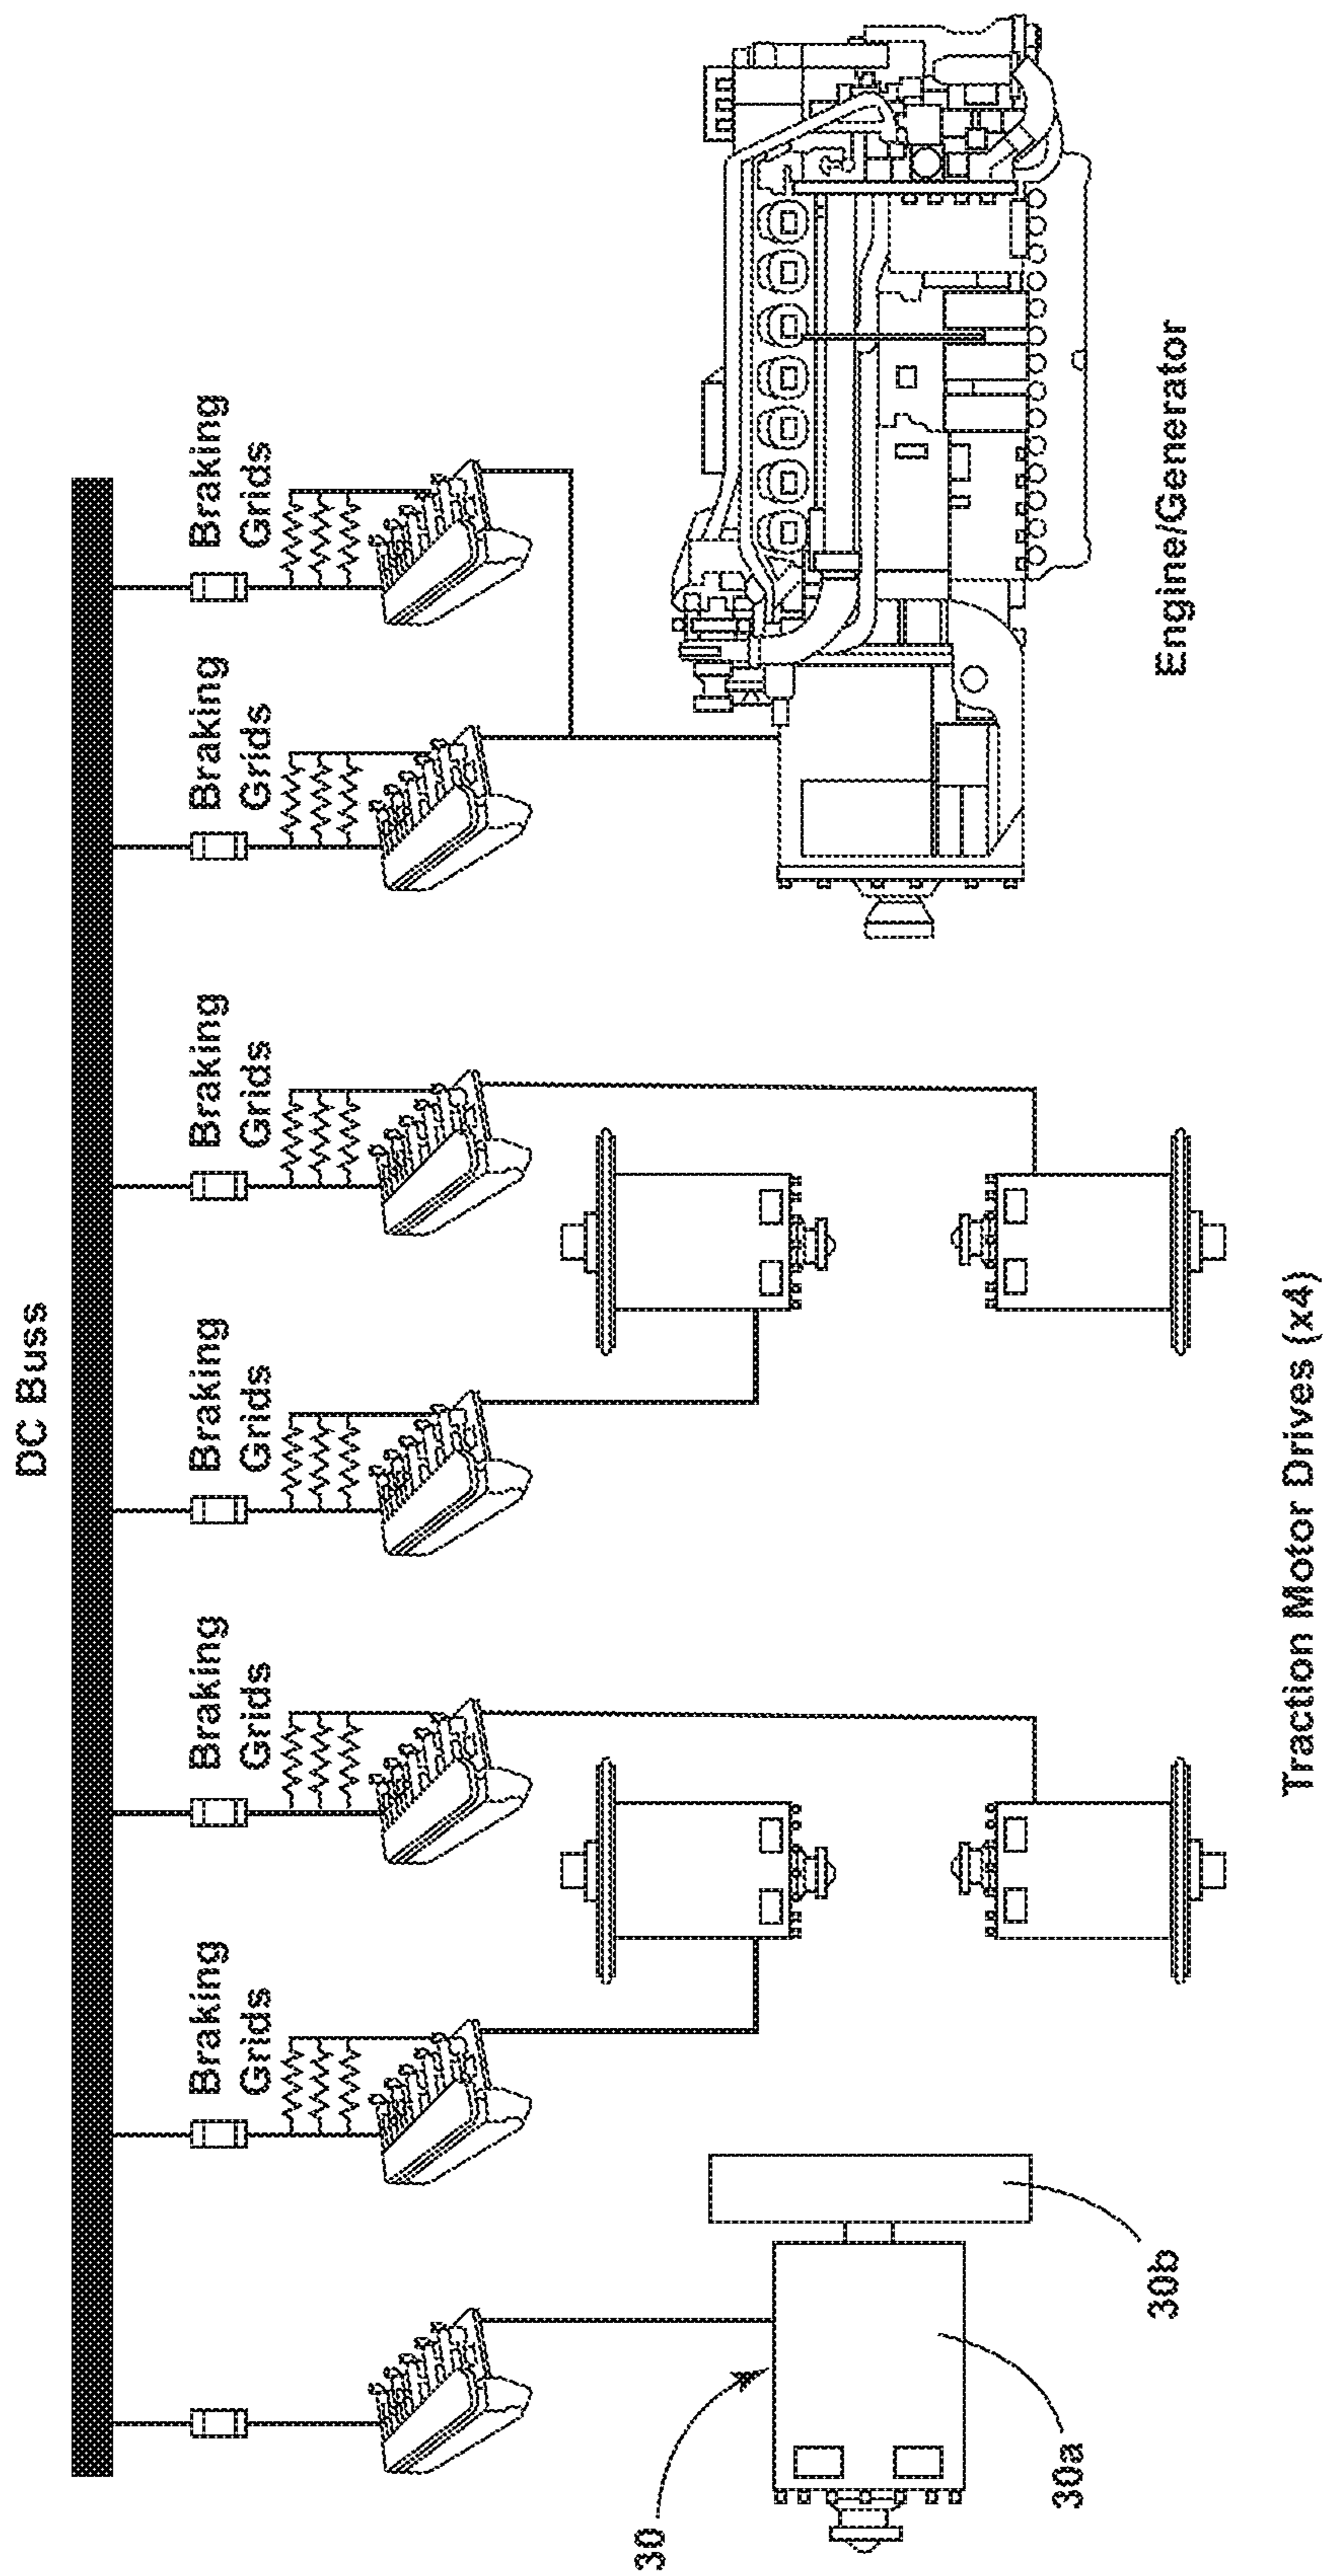 DC Buss
Braking
Grids
Braking
Grids
Braking
Grids
Braking
Grids
Braking
Grids
Braking
Grids
30
30a
30b
Traction Motor Drives (x4)
Engine/Generator